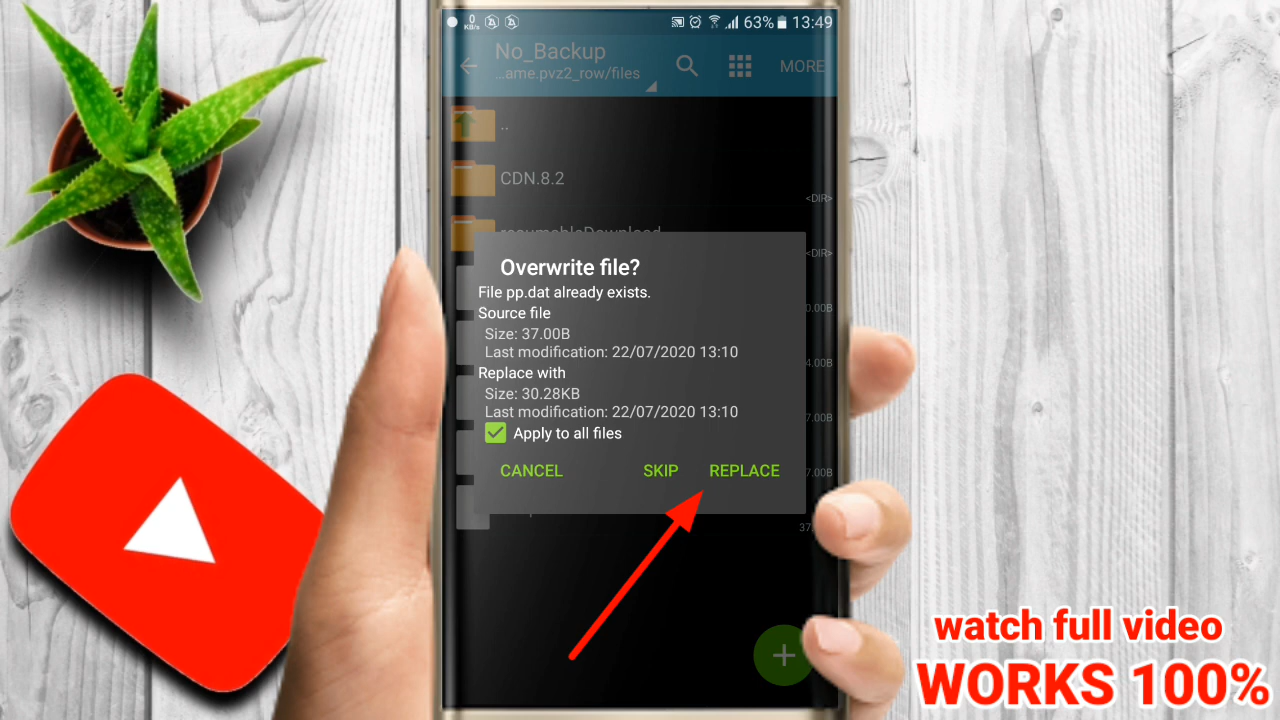 0
KB/s
63%
13:49
No_Backup
...ame.pvz2_row/files
MORE
..
CDN.8.2
<DIR>
resumableDownload
<DIR>
Overwrite file?
File pp.dat already exists.
Source file
Size: 37.00B
Last modification: 22/07/2020 13:10
Replace with
Size: 30.28KB
Last modification: 22/07/2020 13:10
Apply to all files
CANCEL
SKIP
REPLACE
watch full video
WORKS 100%